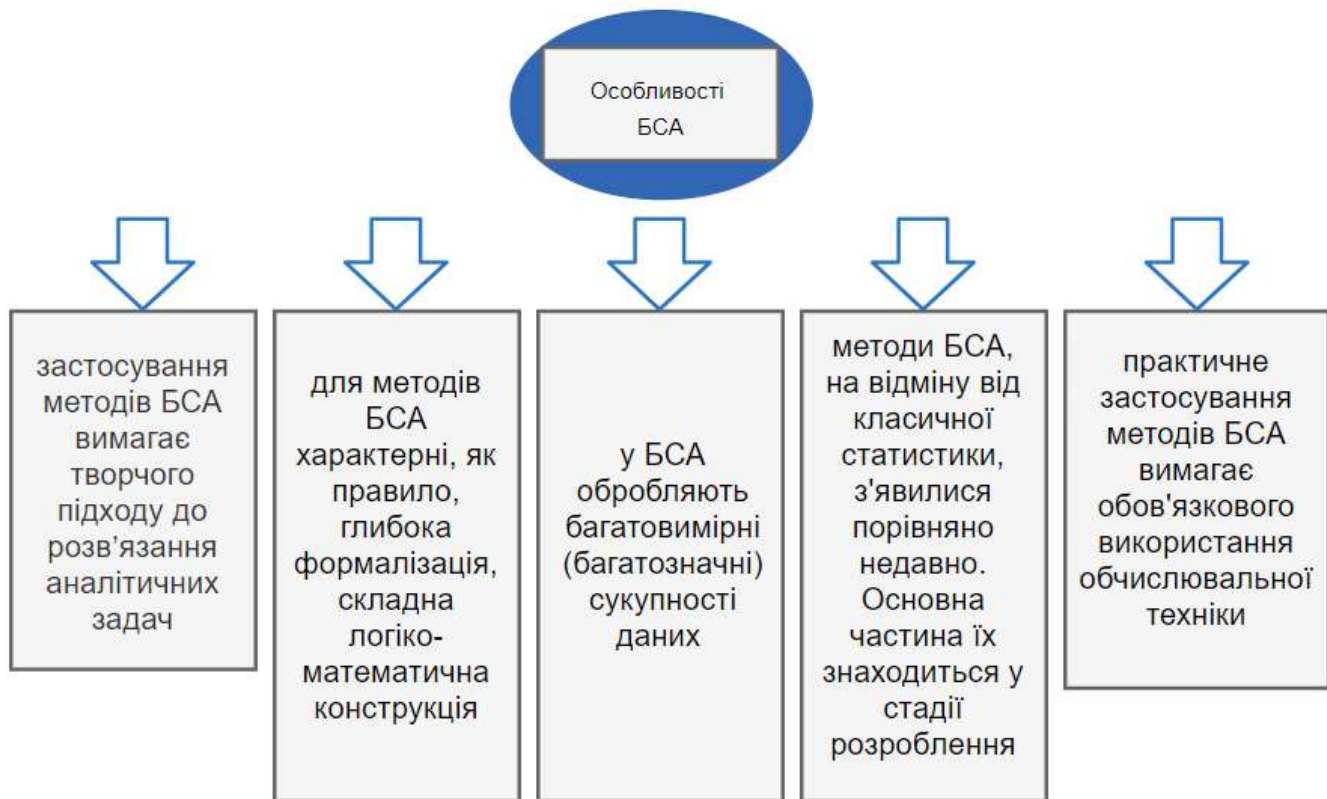 Особливості
БСА
застосування
методів БСА
вимагає
творчого
підходу до
розв’язання
аналітичних
задач
для методів
БСА
характерні, як
правило,
глибока
формалізація,
складна
логіко-
математична
конструкція
у БСА
обробляють
багатовимірні
(багатозначні)
сукупності
даних
методи БСА,
на відміну від
класичної
статистики,
з'явилися
порівняно
недавно.
Основна
частина їх
знаходиться у
стадії
розроблення
практичне
застосування
методів БСА
вимагає
обов'язкового
використання
обчислювальної
техніки